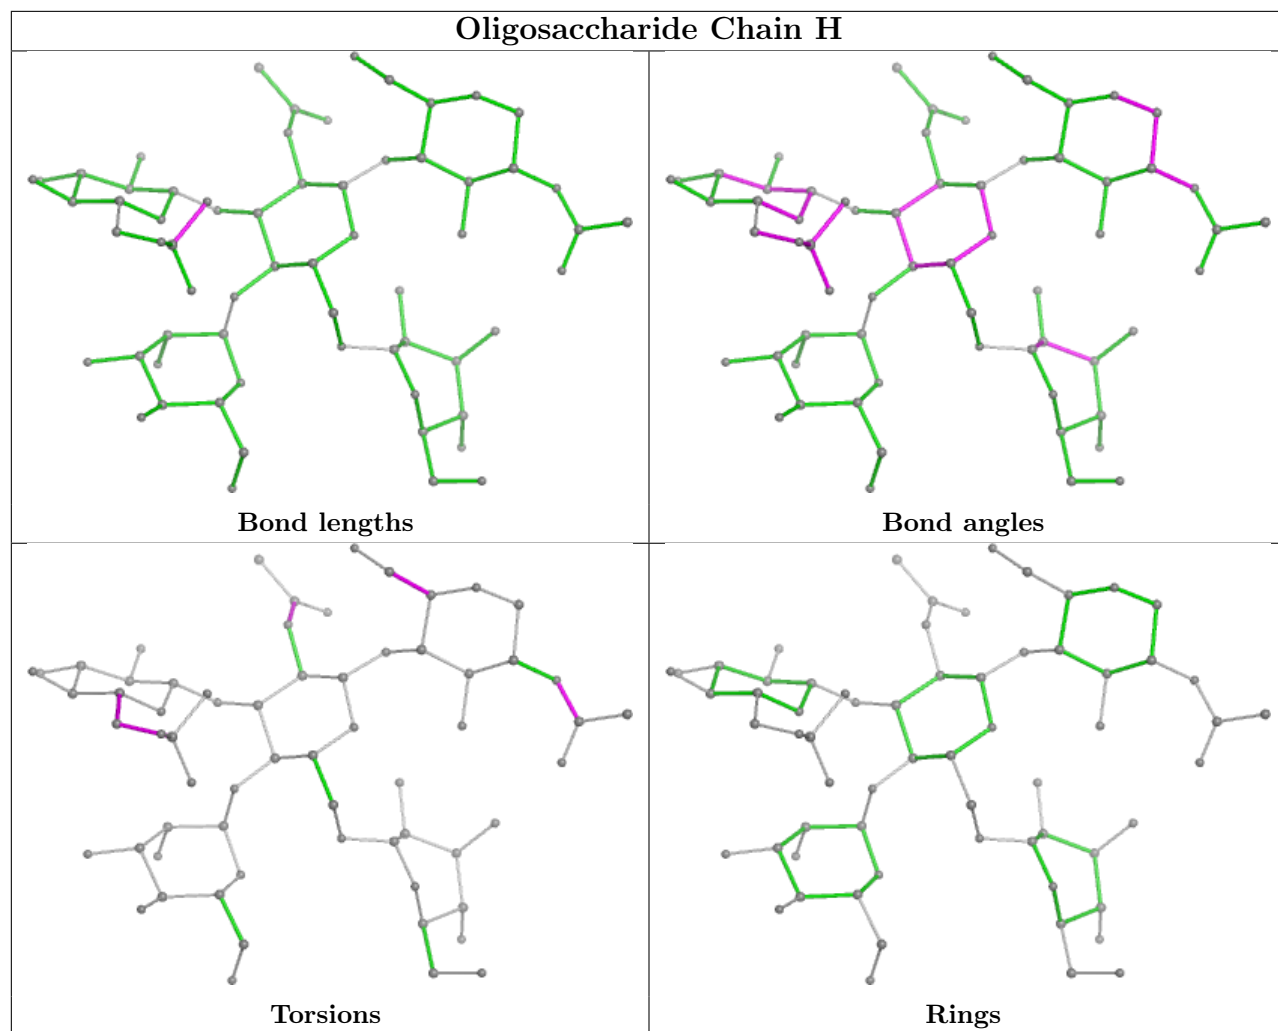 Oligosaccharide Chain H
Bond lengths
Bond angles
Torsions
Rings